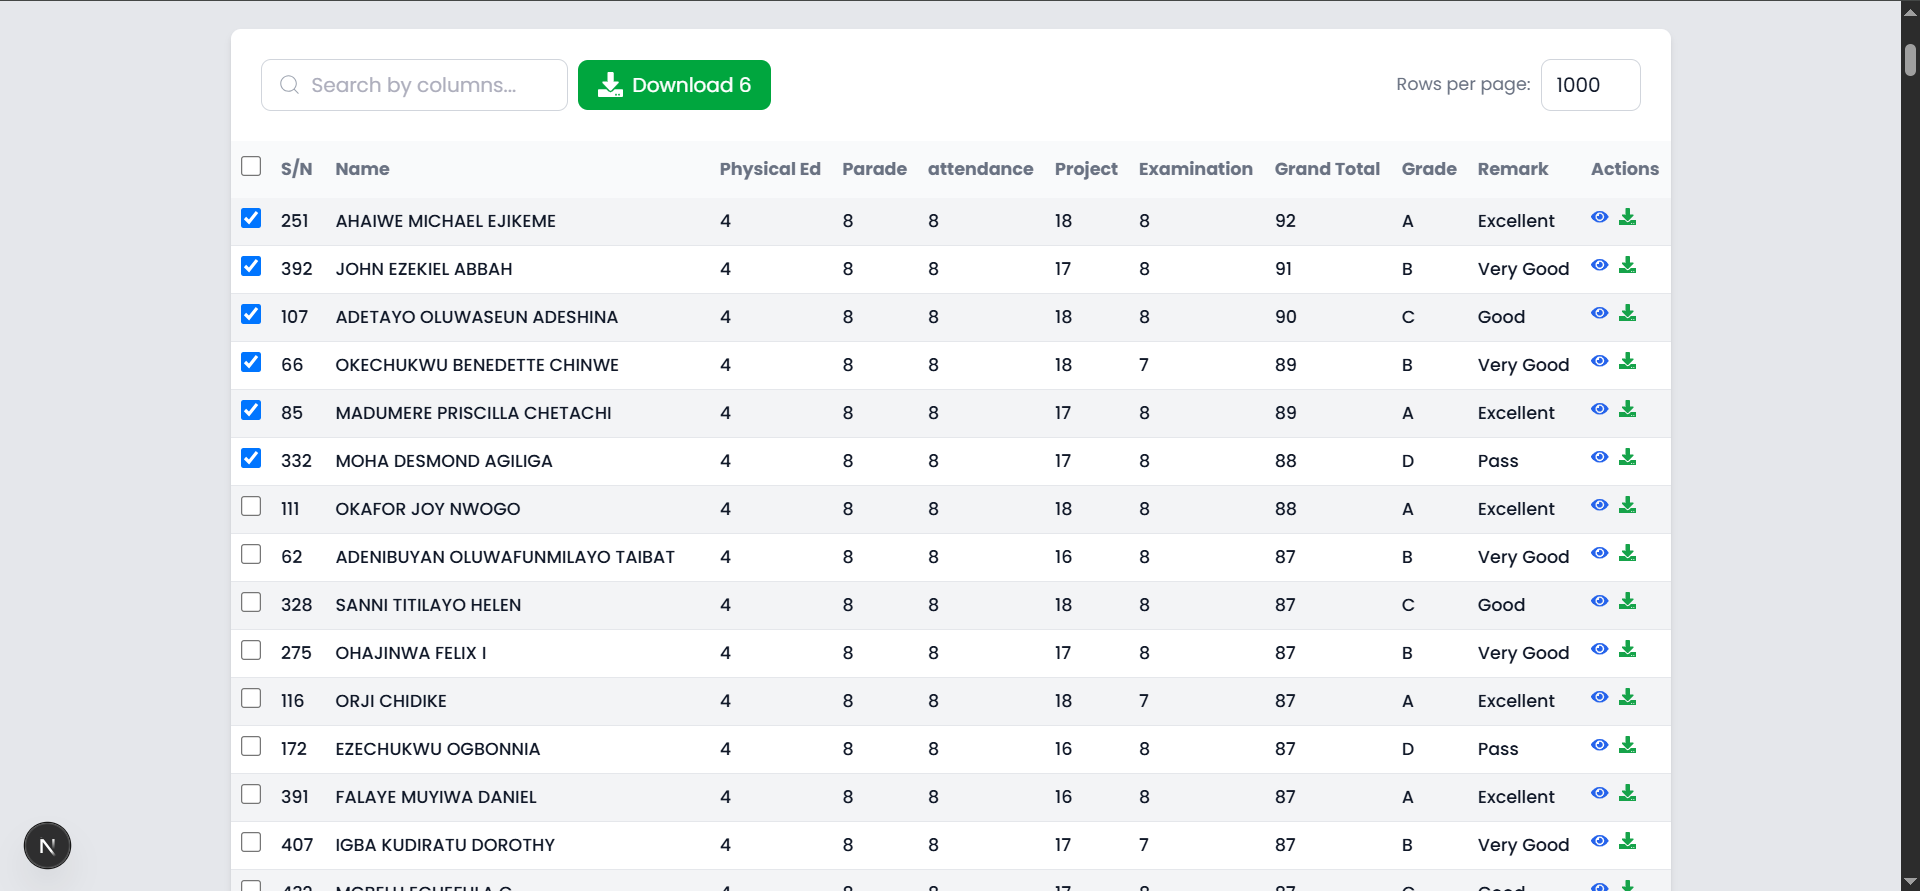 Search by columns...
Download 6
Rows per page: 1000
S/N Name Physical Ed Parade attendance Project Examination Grand Total Grade Remark Actions
251 AHAIWE MICHAEL EJIKEME 4 8 8 18 8 92 A Excellent
392 JOHN EZEKIEL ABBAH 4 8 8 17 8 91 B Very Good
107 ADETAYO OLUWASEUN ADESHINA 4 8 8 18 8 90 C Good
66 OKECHUKWU BENEDETTE CHINWE 4 8 8 18 7 89 B Very Good
85 MADUMERE PRISCILLA CHETACHI 4 8 8 17 8 89 A Excellent
332 MOHA DESMOND AGILIGA 4 8 8 17 8 88 D Pass
111 OKAFOR JOY NWOGO 4 8 8 18 8 88 A Excellent
62 ADENIBUYAN OLUWAFUNMILAYO TAIBAT 4 8 8 16 8 87 B Very Good
328 SANNI TITILAYO HELEN 4 8 8 18 8 87 C Good
275 OHAJINWA FELIX I 4 8 8 17 8 87 B Very Good
116 ORJI CHIDIKE 4 8 8 18 7 87 A Excellent
172 EZECHUKWU OGBONNIA 4 8 8 16 8 87 D Pass
391 FALAYE MUYIWA DANIEL 4 8 8 16 8 87 A Excellent
407 IGBA KUDIRATU DOROTHY 4 8 8 17 7 87 B Very Good
N